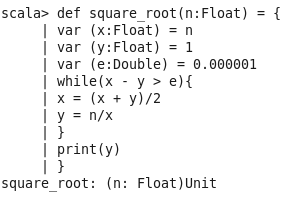 scala> def square_root(n:Float) = {
| var (x:Float) = n
| var (y:Float) = 1
| var (e:Double) = 0.000001
| while(x - y > e){
| x = (x + y)/2
| y = n/x
| }
| print(y)
| }
square_root: (n: Float)Unit